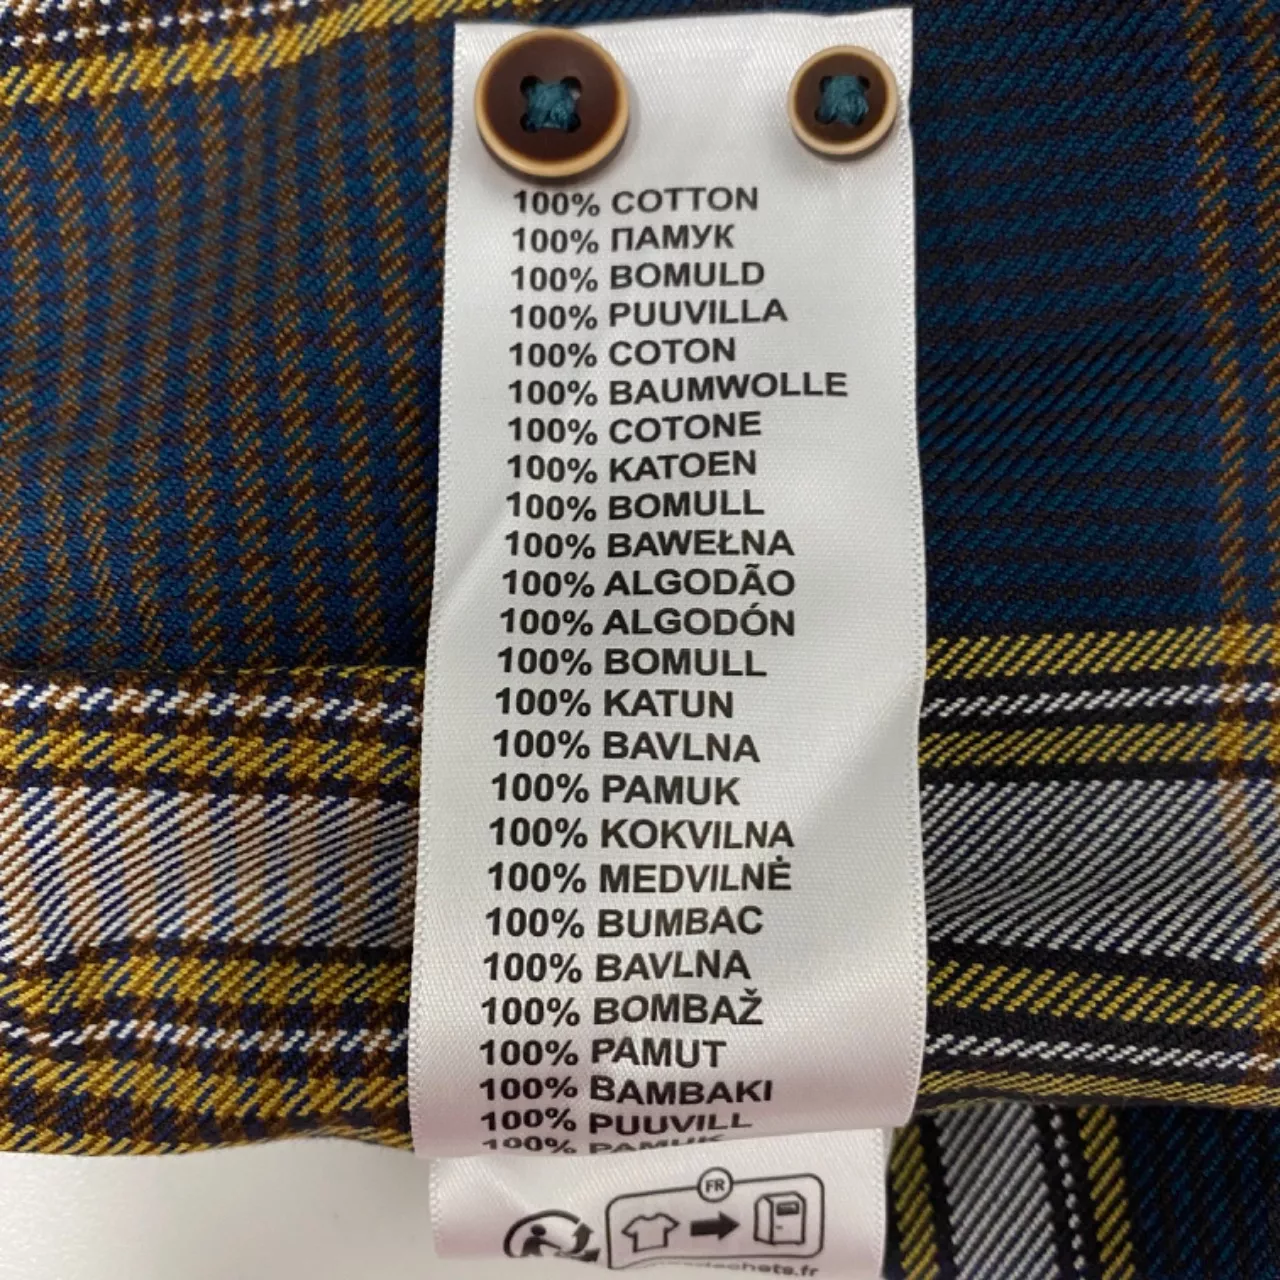 100% COTTON
100% ПАМУК
100% BOMULD
100% PUUVILLA
100% COTON
100% BAUMWOLLE
100% COTONE
100% KATOEN
100% BOMULL
100% BAWEŁNA
100% ALGODÃO
100% ALGODÓN
100% BOMULL
100% KATUN
100% BAVLNA
100% PAMUK
100% KOKVILNA
100% MEDVILNĖ
100% BUMBAC
100% BAVLNA
100% BOMBAŽ
100% PAMUT
100% BAMBAKI
100% PUUVILL
100% PAMUK
FR